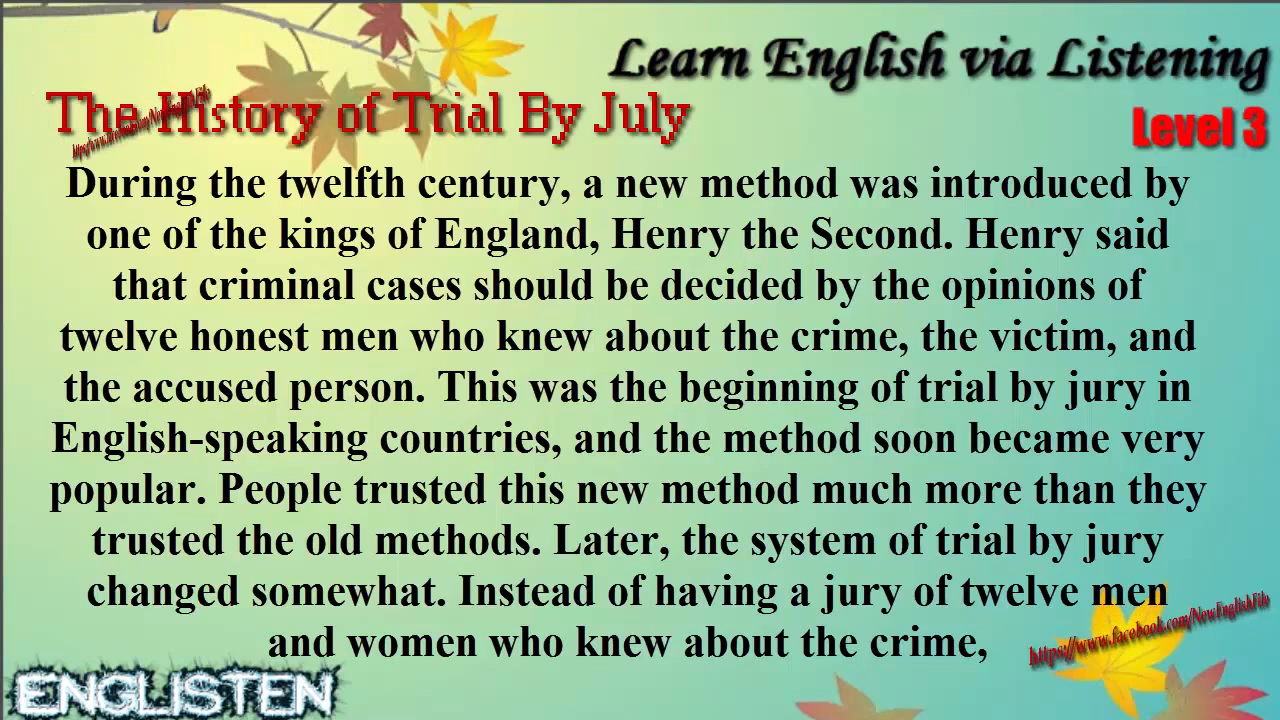 Learn English via Listening
Level 3
The History of Trial By July
During the twelfth century, a new method was introduced by
one of the kings of England, Henry the Second. Henry said
that criminal cases should be decided by the opinions of
twelve honest men who knew about the crime, the victim, and
the accused person. This was the beginning of trial by jury in
English-speaking countries, and the method soon became very
popular. People trusted this new method much more than they
trusted the old methods. Later, the system of trial by jury
changed somewhat. Instead of having a jury of twelve men
and women who knew about the crime,
https://www.facebook.com/NewEnglishFile
ENGLISTEN